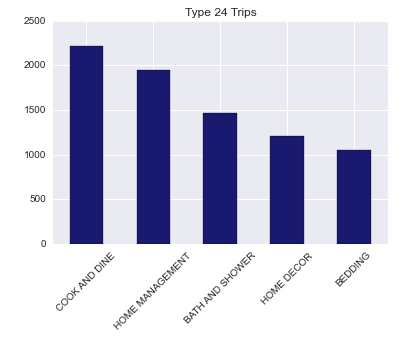 Type 24 Trips
2500
2000
1500
1000
500
0
COOK AND DINE
HOME MANAGEMENT
BATH AND SHOWER
HOME DECOR
BEDDING